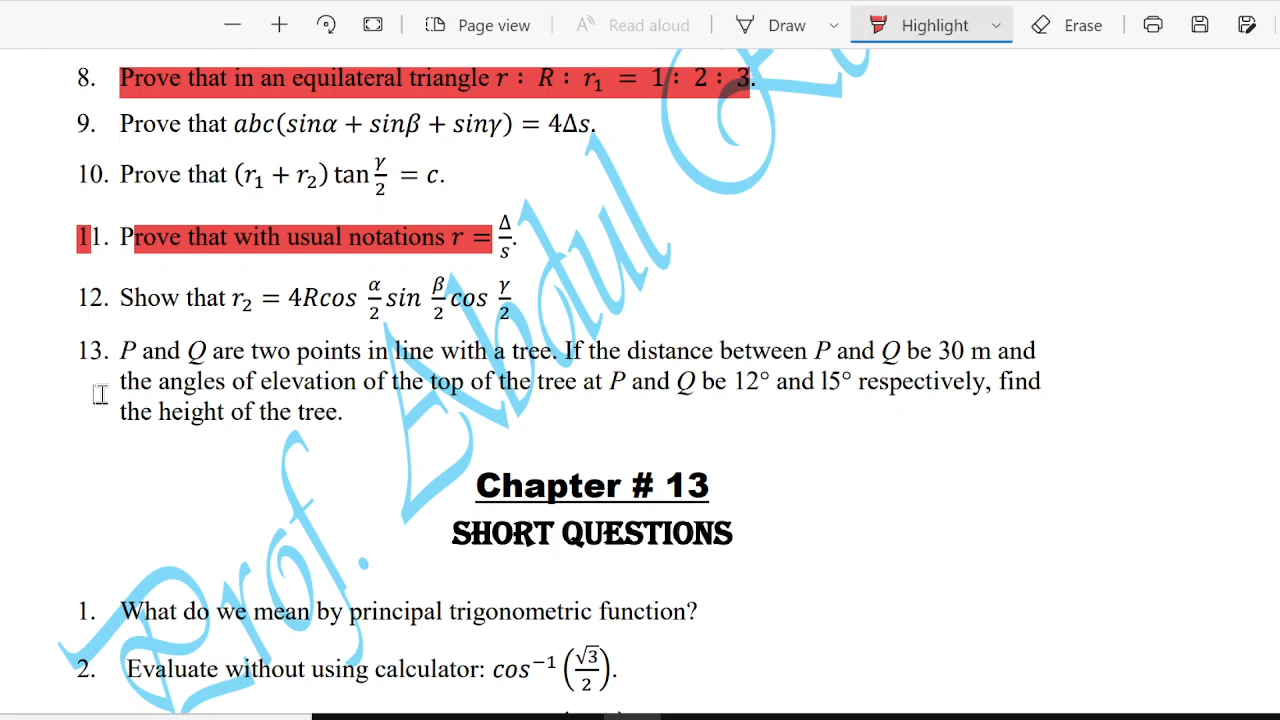 Page view
Read aloud
Draw
Highlight
Erase
8. Prove that in an equilateral triangle r : R : r₁ = 1 : 2 : 3.
9. Prove that abc(sinα + sinβ + sinγ) = 4Δs.
10. Prove that (r₁ + r₂) tan γ/2 = c.
11. Prove that with usual notations r = Δ/s.
12. Show that r₂ = 4Rcos α/2 sin β/2 cos γ/2
13. P and Q are two points in line with a tree. If the distance between P and Q be 30 m and
the angles of elevation of the top of the tree at P and Q be 12° and l5° respectively, find
the height of the tree.
Chapter # 13
SHORT QUESTIONS
1. What do we mean by principal trigonometric function?
2. Evaluate without using calculator: cos⁻¹ (√3/2).
Prof. Abdul